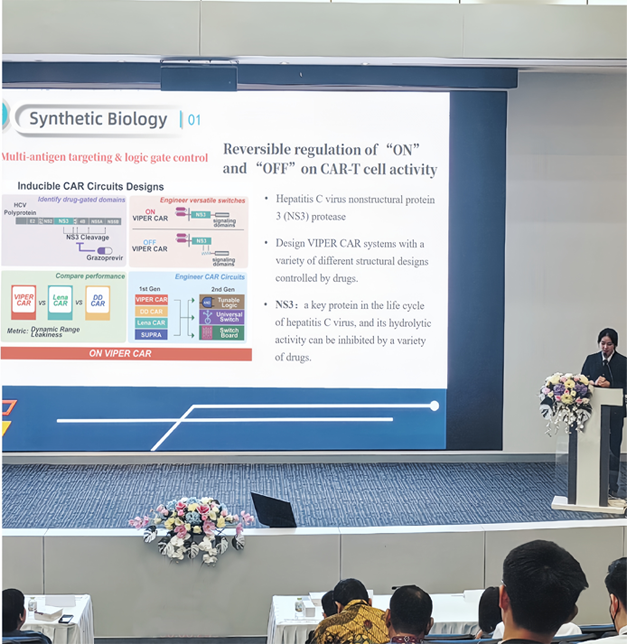 Synthetic Biology | 01
Multi-antigen targeting & logic gate control
Inducible CAR Circuits Designs
Identify drug-gated domains
HCV
Polyprotein
NS3
NS3 Cleavage
Grazoprevir
Engineer versatile switches
ON
VIPER CAR
NS3
signaling
domains
OFF
VIPER CAR
NS3
signaling
domains
Compare performance
VIPER
CAR
vs
Lena
CAR
vs
DD
CAR
Metric: Dynamic Range
Leakiness
Engineer CAR Circuits
1st Gen
2nd Gen
VIPER CAR
DD CAR
Lena CAR
SUPRA
Tunable
Logic
Universal
Switch
Switch
Board
ON VIPER CAR
Reversible regulation of “ON”
and “OFF” on CAR-T cell activity
• Hepatitis C virus nonstructural protein
3 (NS3) protease
• Design VIPER CAR systems with a
variety of different structural designs
controlled by drugs.
• NS3：a key protein in the life cycle
of hepatitis C virus, and its hydrolytic
activity can be inhibited by a variety
of drugs.